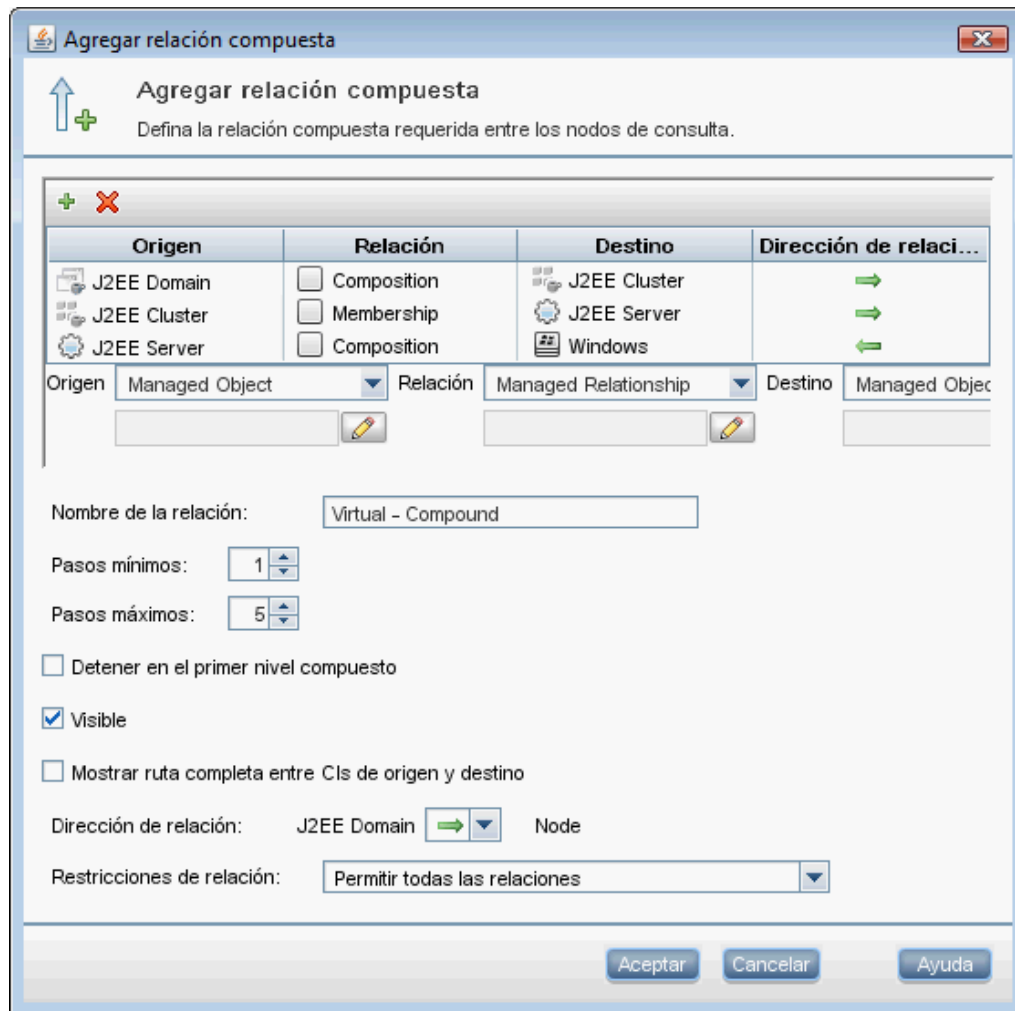 Agregar relación compuesta
Agregar relación compuesta
Defina la relación compuesta requerida entre los nodos de consulta.
Origen Relación Destino Dirección de relaci...
J2EE Domain Composition J2EE Cluster
J2EE Cluster Membership J2EE Server
J2EE Server Composition Windows
Origen Managed Object Relación Managed Relationship Destino Managed Objec
Nombre de la relación: Virtual - Compound
Pasos mínimos: 1
Pasos máximos: 5
Detener en el primer nivel compuesto
Visible
Mostrar ruta completa entre CIs de origen y destino
Dirección de relación: J2EE Domain Node
Restricciones de relación: Permitir todas las relaciones
Aceptar Cancelar Ayuda